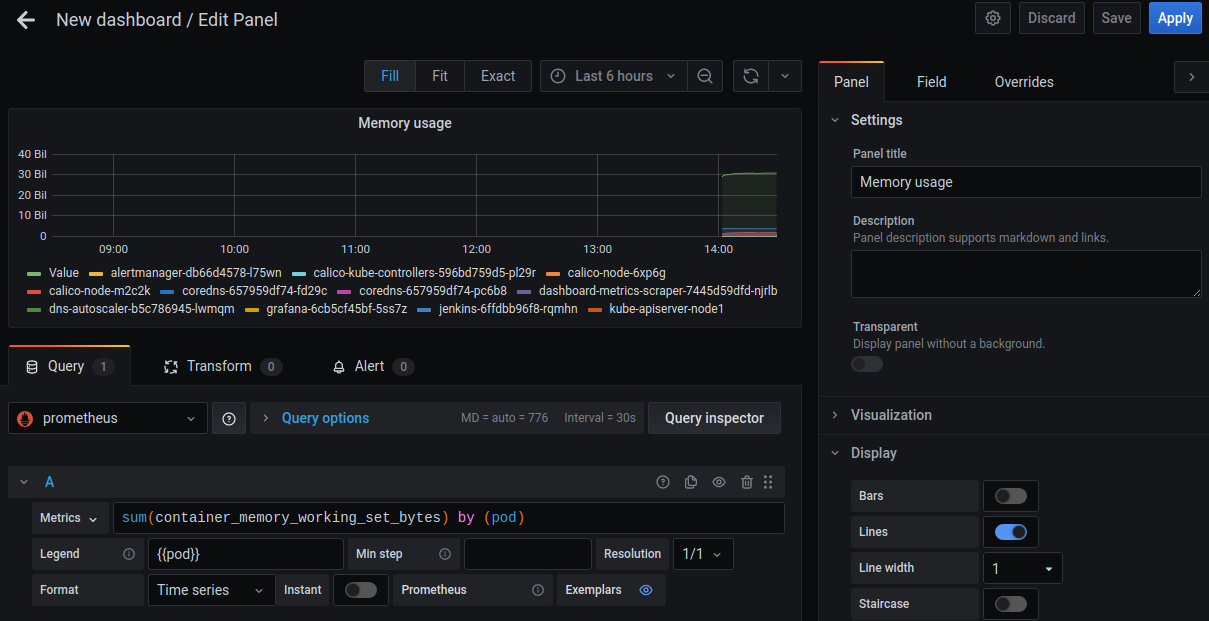 New dashboard / Edit Panel
Discard Save Apply
Fill Fit Exact Last 6 hours
Panel Field Overrides
Memory usage
40 Bil
30 Bil
20 Bil
10 Bil
0
09:00 10:00 11:00 12:00 13:00 14:00
Value alertmanager-db66d4578-l75wn calico-kube-controllers-596bd759d5-pl29r calico-node-6xp6g
calico-node-m2c2k coredns-657959df74-fd29c coredns-657959df74-pc6b8 dashboard-metrics-scraper-7445d59dfd-njrlb
dns-autoscaler-b5c786945-lwmqm grafana-6cb5cf45bf-5ss7z jenkins-6ffdbb96f8-rqmhn kube-apiserver-node1
Query 1 Transform 0 Alert 0
prometheus Query options MD = auto = 776 Interval = 30s Query inspector
A
Metrics sum(container_memory_working_set_bytes) by (pod)
Legend {{pod}} Min step Resolution 1/1
Format Time series Instant Prometheus Exemplars
Settings
Panel title
Memory usage
Description
Panel description supports markdown and links.
Transparent
Display panel without a background.
Visualization
Display
Bars
Lines
Line width 1
Staircase